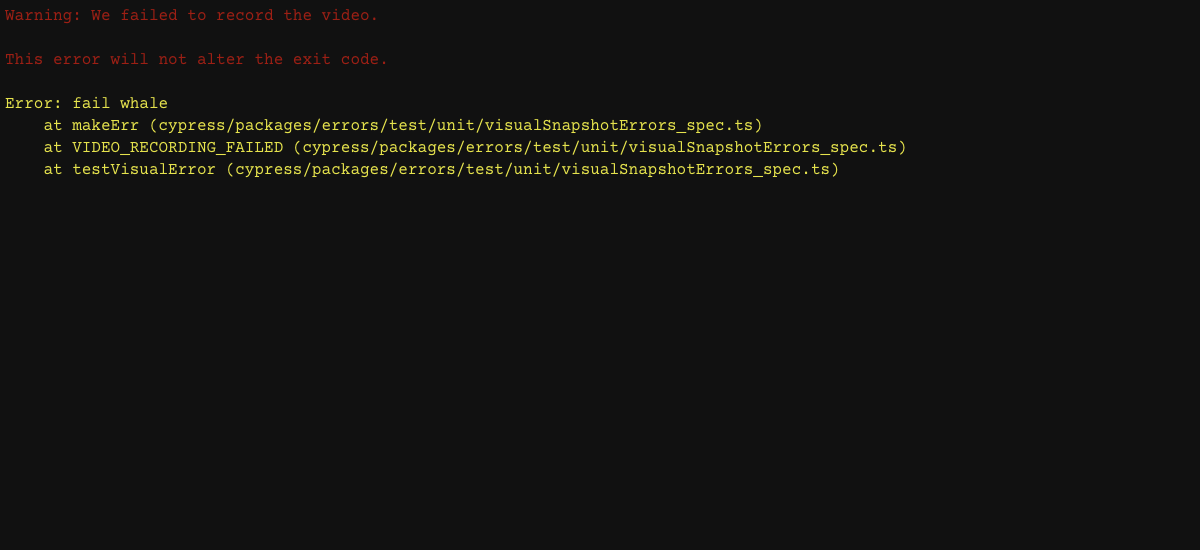 Warning: We failed to record the video.
This error will not alter the exit code.
Error: fail whale
at makeErr (cypress/packages/errors/test/unit/visualSnapshotErrors_spec.ts)
at VIDEO_RECORDING_FAILED (cypress/packages/errors/test/unit/visualSnapshotErrors_spec.ts)
at testVisualError (cypress/packages/errors/test/unit/visualSnapshotErrors_spec.ts)